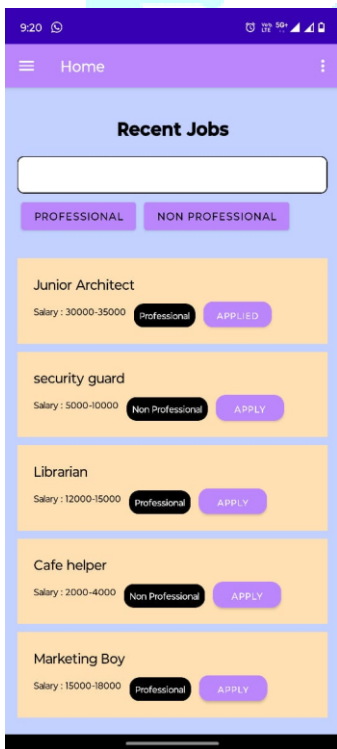 9:20 5G+
Home
Recent Jobs
PROFESSIONAL NON PROFESSIONAL
Junior Architect
Salary : 30000-35000 Professional APPLIED
security guard
Salary : 5000-10000 Non Professional APPLY
Librarian
Salary : 12000-15000 Professional APPLY
Cafe helper
Salary : 2000-4000 Non Professional APPLY
Marketing Boy
Salary : 15000-18000 Professional APPLY